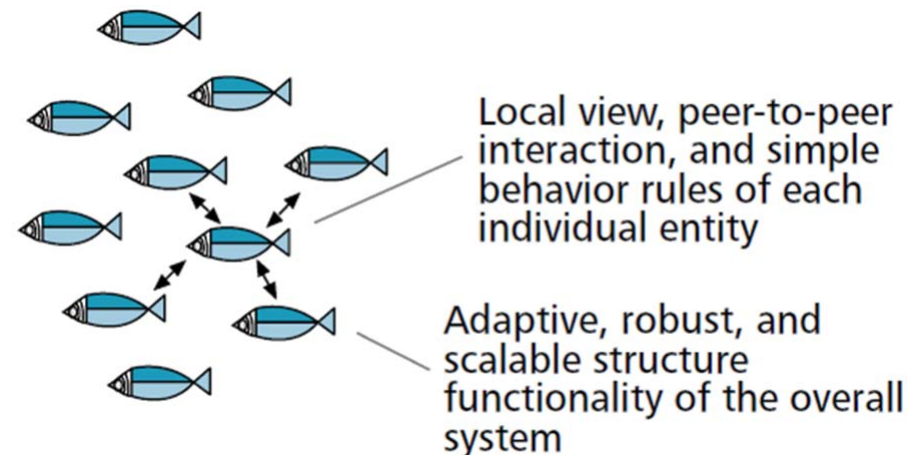 Local view, peer-to-peer
interaction, and simple
behavior rules of each
individual entity
Adaptive, robust, and
scalable structure
functionality of the overall
system